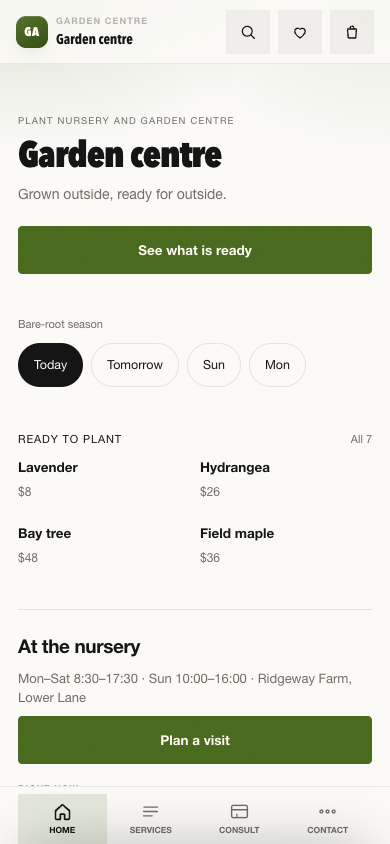 GA
GARDEN CENTRE
Garden centre
PLANT NURSERY AND GARDEN CENTRE
Garden centre
Grown outside, ready for outside.
See what is ready
Bare-root season
Today
Tomorrow
Sun
Mon
READY TO PLANT
All 7
Lavender
Hydrangea
$8
$26
Bay tree
Field maple
$48
$36
At the nursery
Mon–Sat 8:30–17:30 · Sun 10:00–16:00 · Ridgeway Farm,
Lower Lane
Plan a visit
HOME
SERVICES
CONSULT
CONTACT